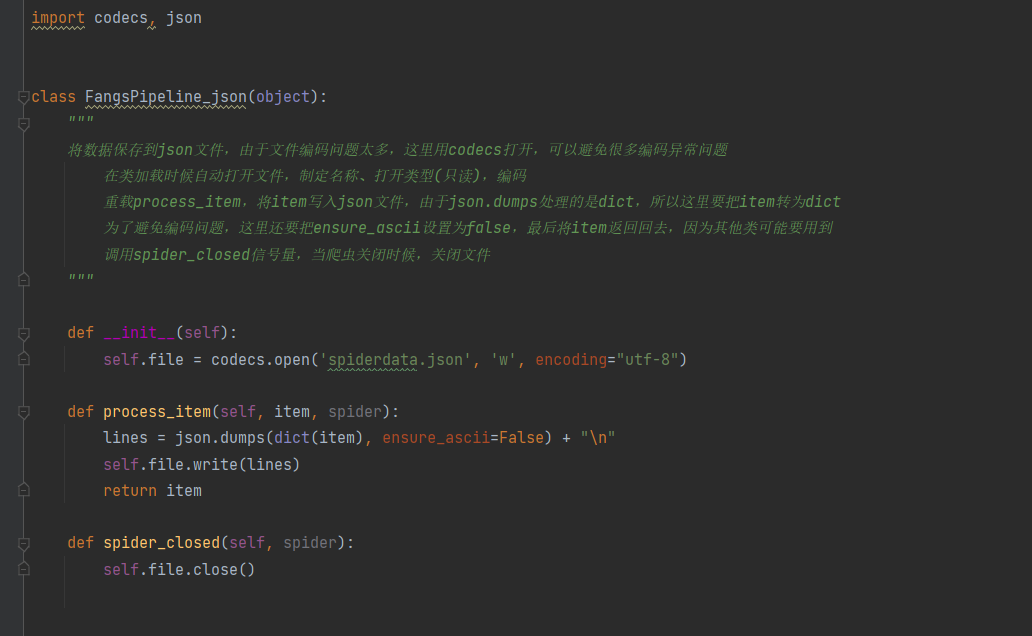 import codecs, json
class FangsPipeline_json(object):
"""
将数据保存到json文件，由于文件编码问题太多，这里用codecs打开，可以避免很多编码异常问题
在类加载时候自动打开文件，制定名称、打开类型(只读)，编码
重载process_item，将item写入json文件，由于json.dumps处理的是dict，所以这里要把item转为dict
为了避免编码问题，这里还要把ensure_ascii设置为false，最后将item返回回去，因为其他类可能要用到
调用spider_closed信号量，当爬虫关闭时候，关闭文件
"""
def __init__(self):
self.file = codecs.open('spiderdata.json', 'w', encoding="utf-8")
def process_item(self, item, spider):
lines = json.dumps(dict(item), ensure_ascii=False) + "\n"
self.file.write(lines)
return item
def spider_closed(self, spider):
self.file.close()